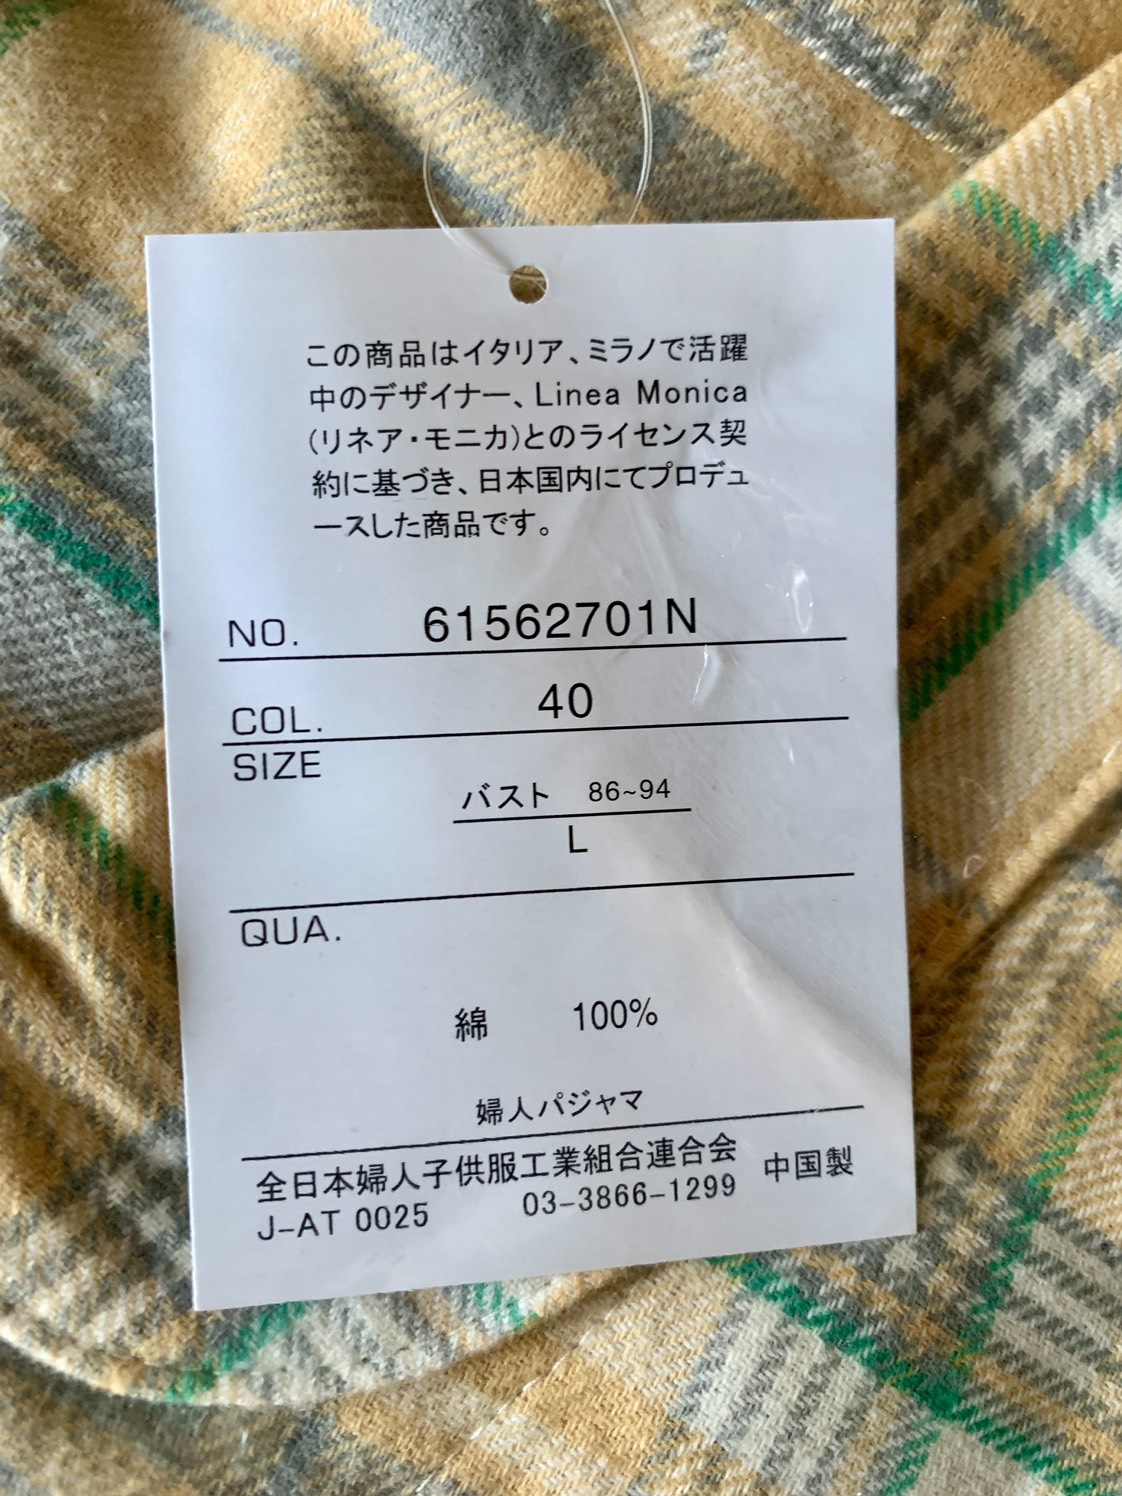 この商品はイタリア、ミラノで活躍
中のデザイナー、Linea Monica
(リネア・モニカ)とのライセンス契
約に基づき、日本国内にてプロデュ
ースした商品です。
NO. 61562701N
COL. 40
SIZE
バスト 86~94
L
QUA.
綿 100%
婦人パジャマ
全日本婦人子供服工業組合連合会 中国製
J-AT 0025 03-3866-1299